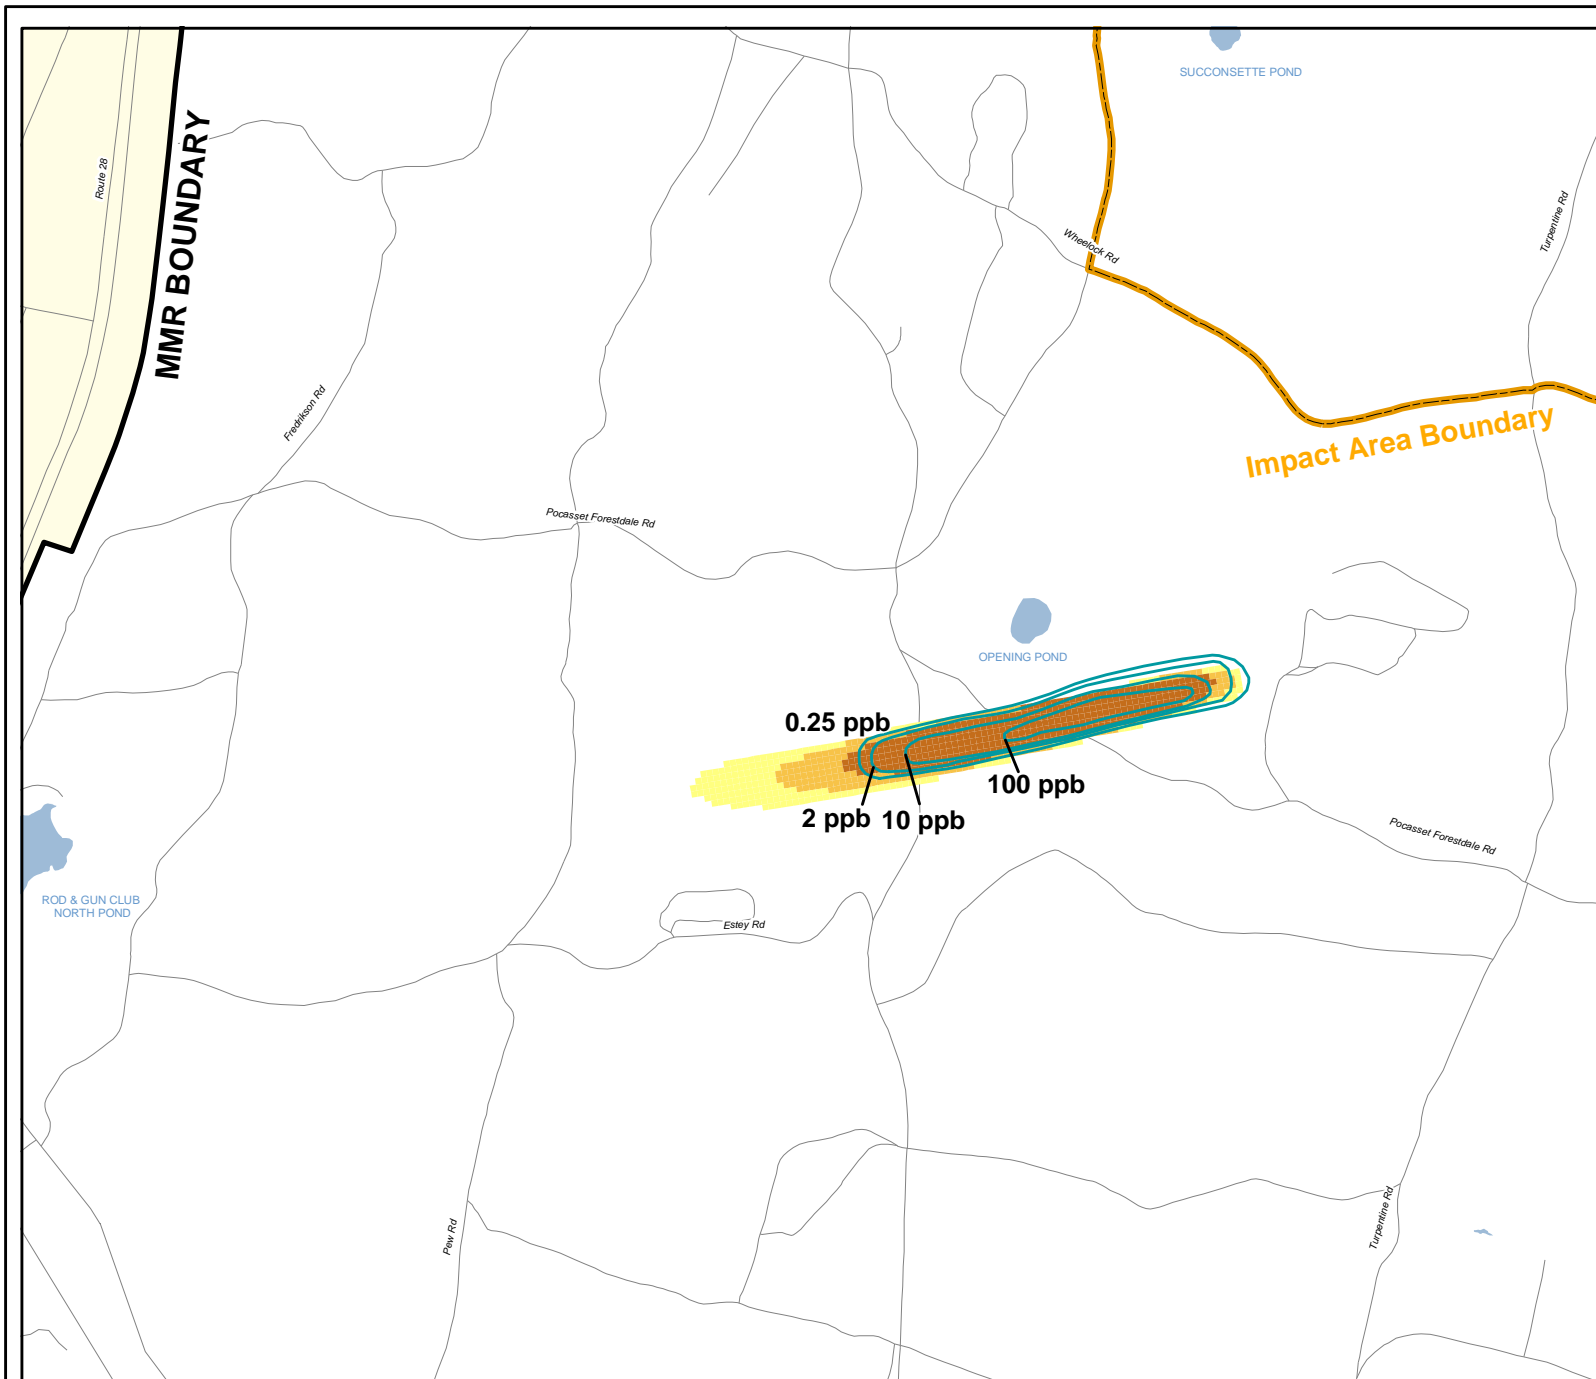 SUCCONSETTE POND
Route 28
MMR BOUNDARY
Wheelock Rd
Turpentine Rd
Fredrikson Rd
Impact Area Boundary
Pocasset Forestdale Rd
OPENING POND
0.25 ppb
100 ppb
2 ppb
10 ppb
Pocasset Forestdale Rd
ROD & GUN CLUB
NORTH POND
Estey Rd
Pew Rd
Turpentine Rd